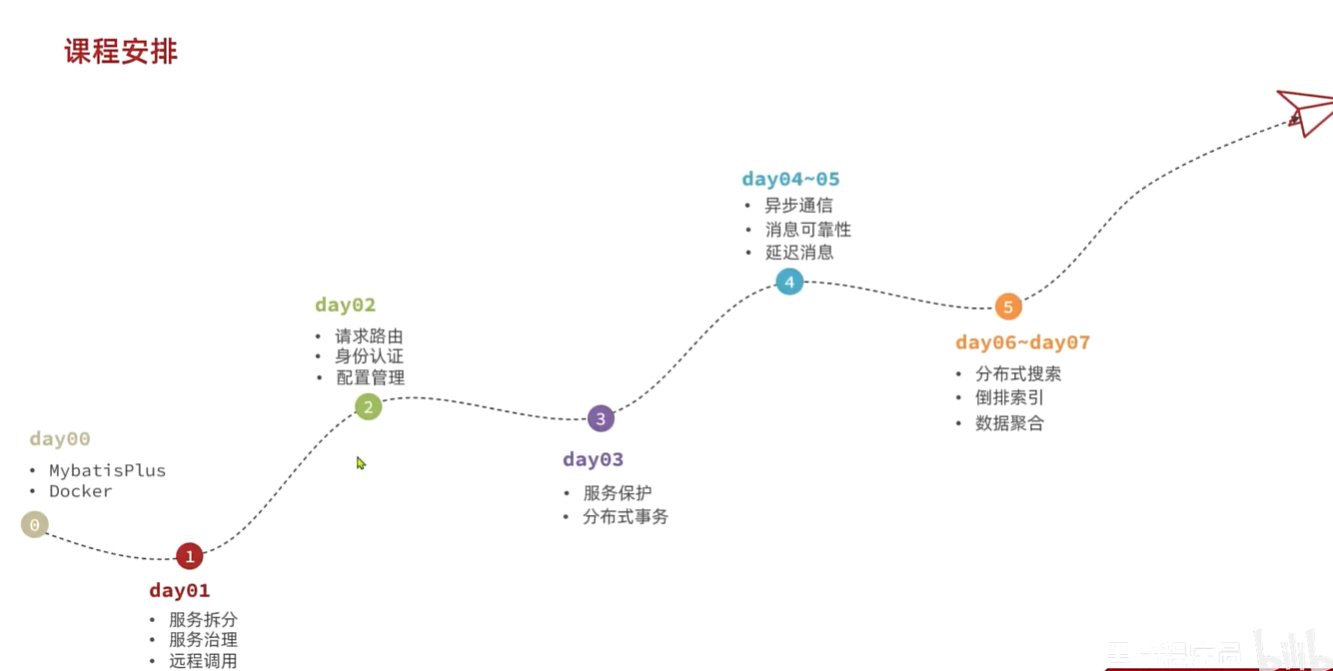 课程安排
day00
• MybatisPlus
• Docker
0
1
day01
• 服务拆分
• 服务治理
• 远程调用
day02
• 请求路由
• 身份认证
• 配置管理
2
3
day03
• 服务保护
• 分布式事务
day04~05
• 异步通信
• 消息可靠性
• 延迟消息
4
5
day06~day07
• 分布式搜索
• 倒排索引
• 数据聚合